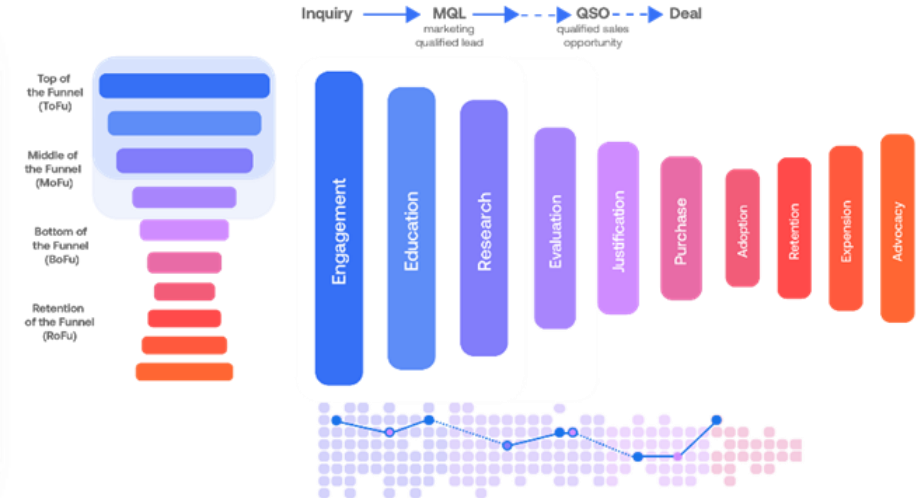 Inquiry MQL QSO Deal
marketing
qualified lead
qualified sales
opportunity
Top of
the Funnel
(ToFu)
Middle of
the Funnel
(MoFu)
Bottom of
the Funnel
(BoFu)
Retention
of the Funnel
(RoFu)
Engagement
Education
Research
Evaluation
Justification
Purchase
Adoption
Retention
Expension
Advocacy